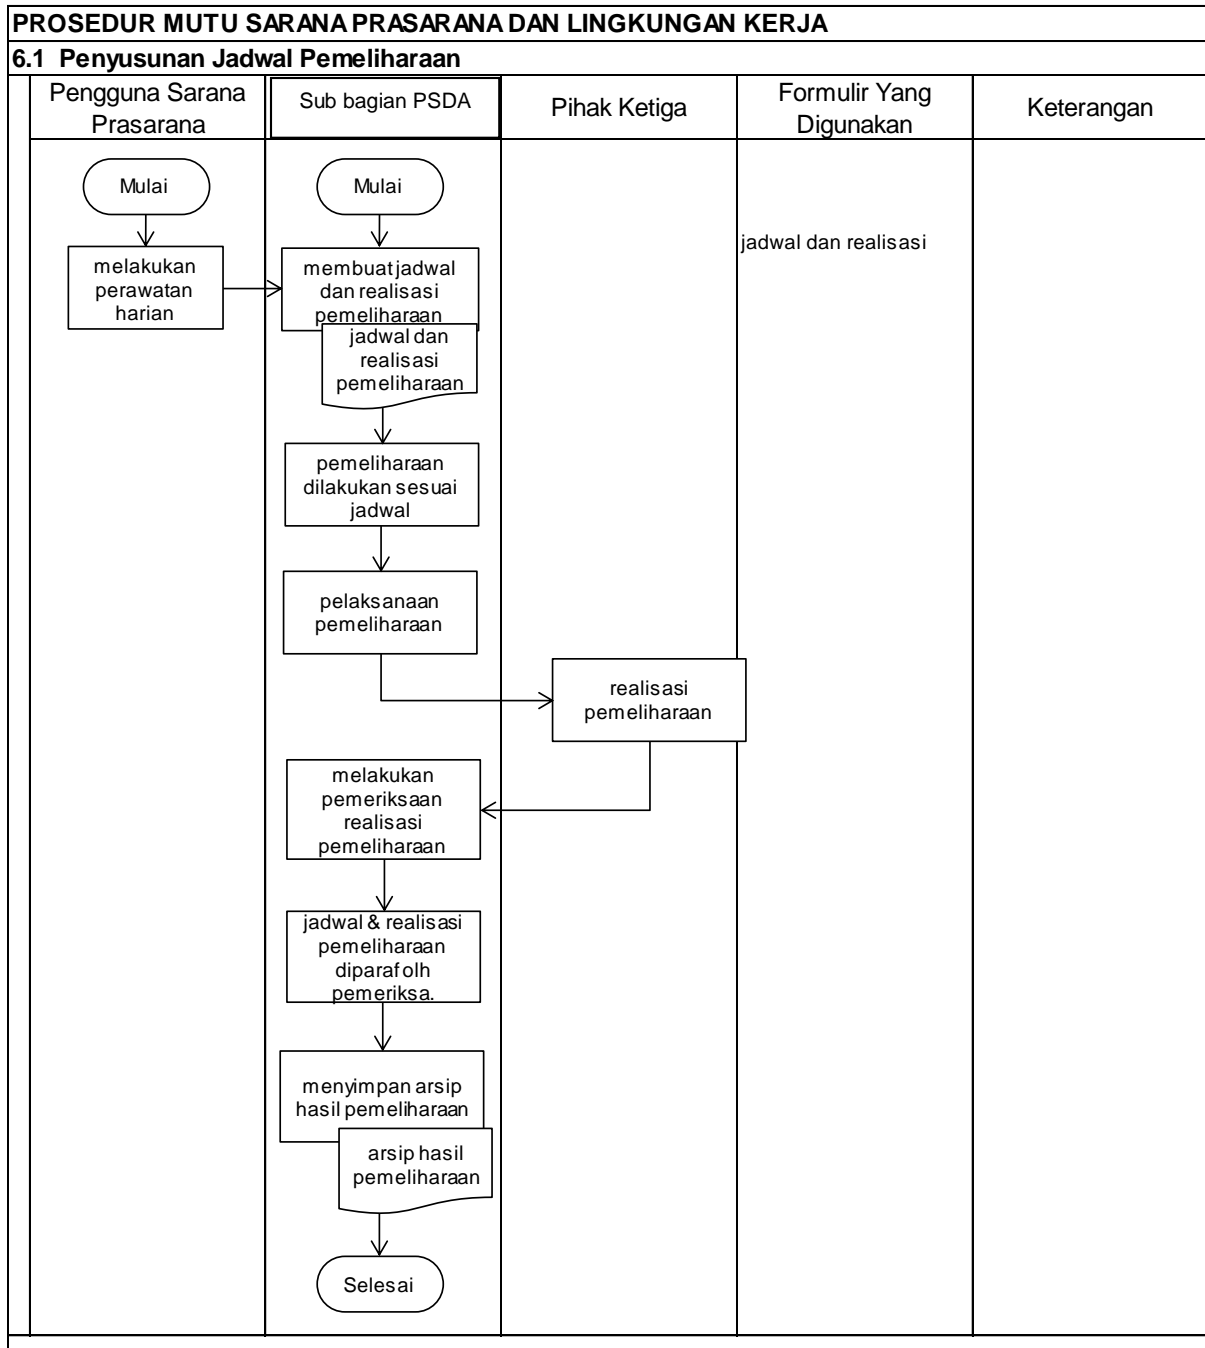 PROSEDUR MUTU SARANA PRASARANA DAN LINGKUNGAN KERJA
6.1 Penyusunan Jadwal Pemeliharaan
Pengguna Sarana
Prasarana
Sub bagian PSDA
Pihak Ketiga
Formulir Yang
Digunakan
Keterangan
Mulai
Mulai
melakukan
perawatan
harian
membuat jadwal
dan realisasi
pemeliharaan
jadwal dan realisasi
jadwal dan
realisasi
pemeliharaan
pemeliharaan
dilakukan sesuai
jadwal
pelaksanaan
pemeliharaan
realisasi
pemeliharaan
melakukan
pemeriksaan
realisasi
pemeliharaan
jadwal & realisasi
pemeliharaan
diparaf olh
pemeriksa.
menyimpan arsip
hasil pemeliharaan
arsip hasil
pemeliharaan
Selesai